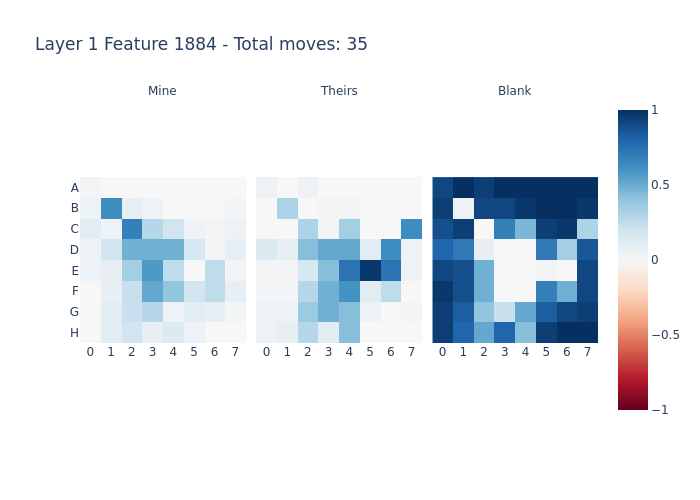 Layer 1 Feature 1884 - Total moves: 35
Mine
Theirs
Blank
A
B
C
D
E
F
G
H
0 1 2 3 4 5 6 7
0 1 2 3 4 5 6 7
0 1 2 3 4 5 6 7
1
0.5
0
−0.5
−1